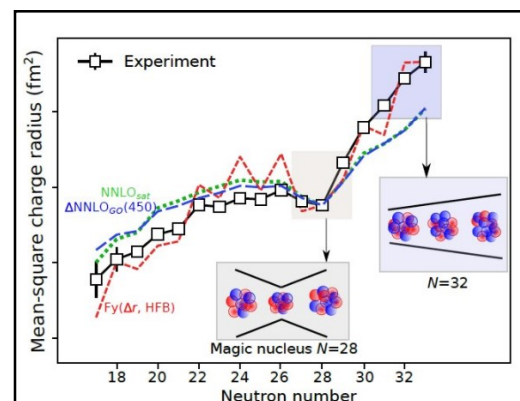 Mean-square charge radius (fm²)
Experiment
NNLOsat
ΔNNLOGO(450)
Fy(Δr, HFB)
N=32
Magic nucleus N=28
18 20 22 24 26 28 30 32
Neutron number